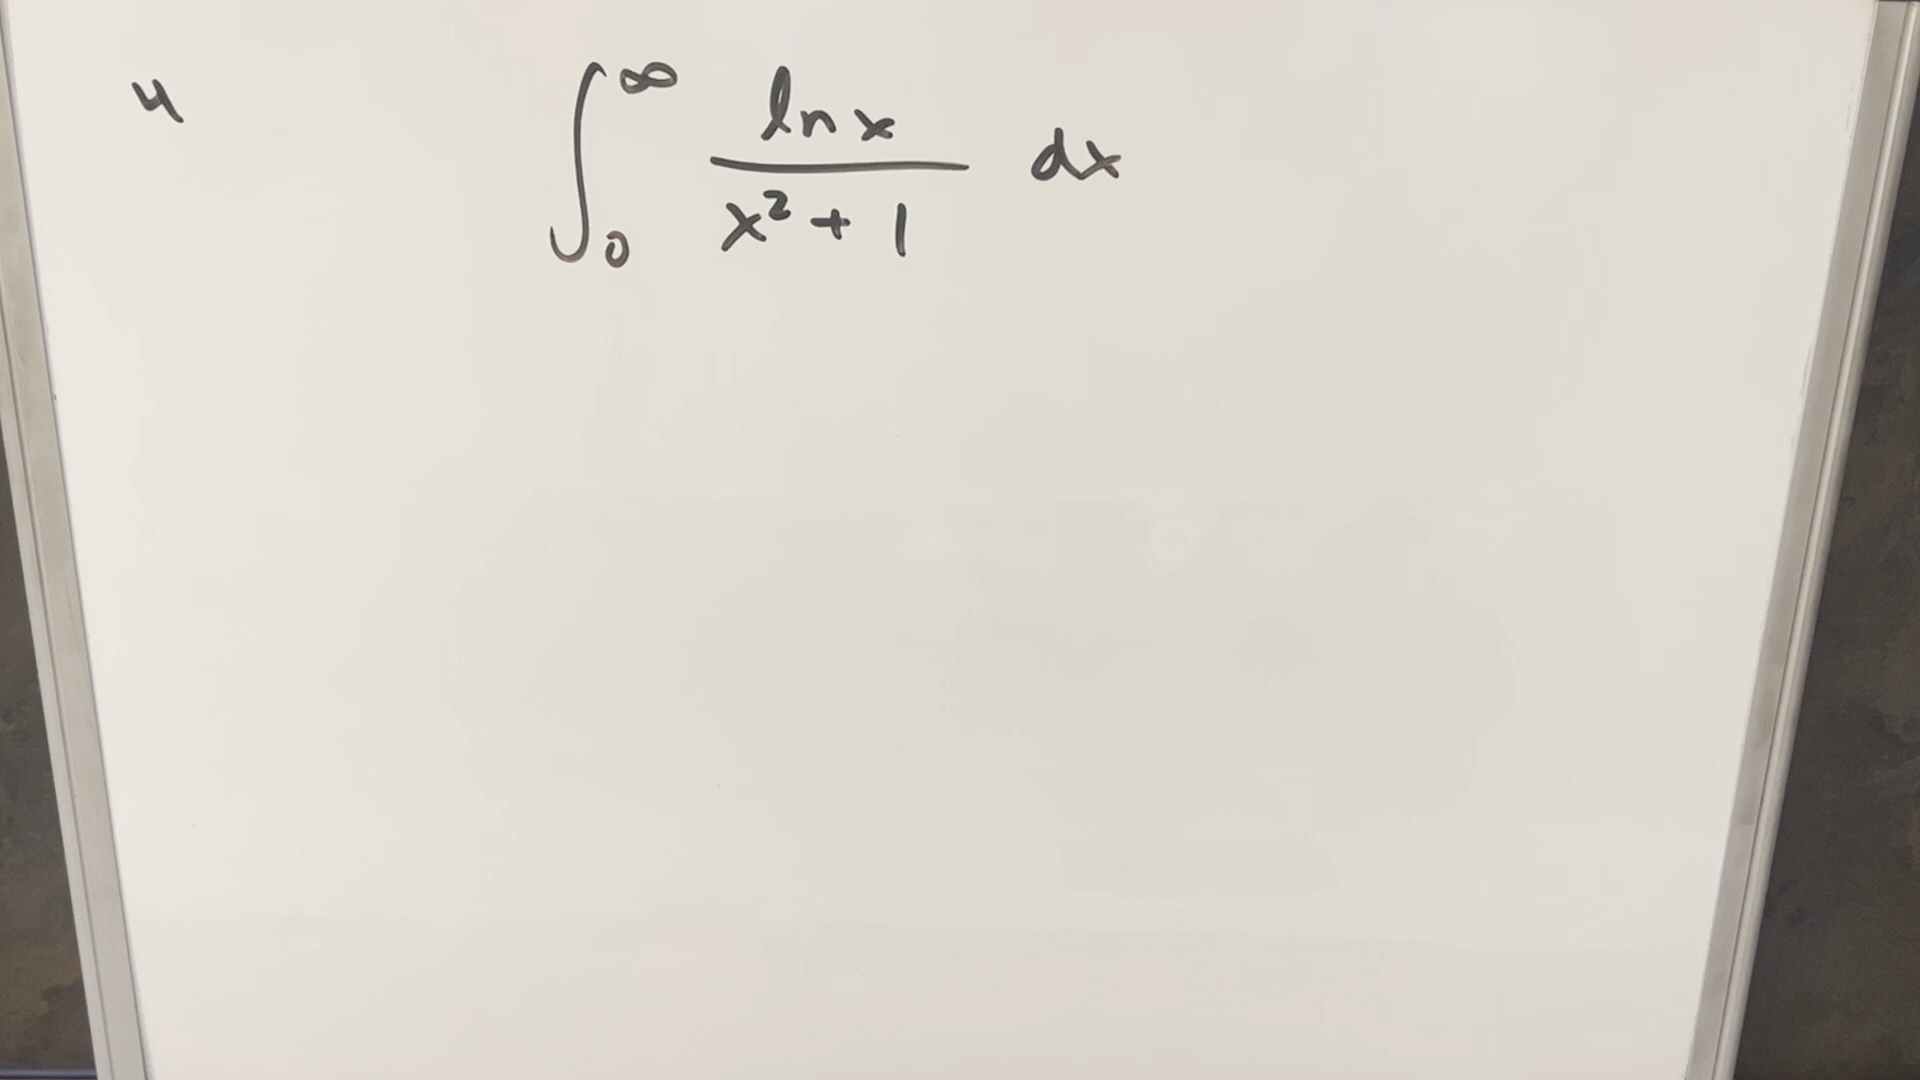 4
∫₀^∞ ln x / (x² + 1) dx